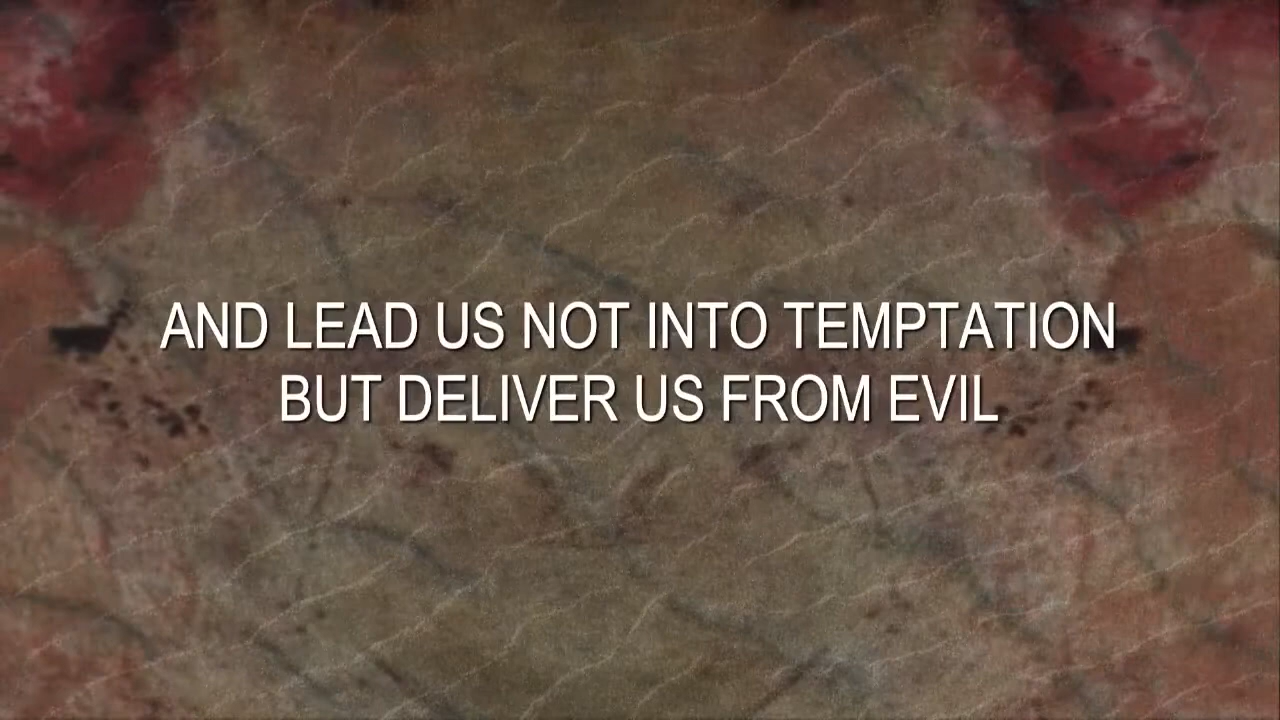 AND LEAD US NOT INTO TEMPTATION
BUT DELIVER US FROM EVIL